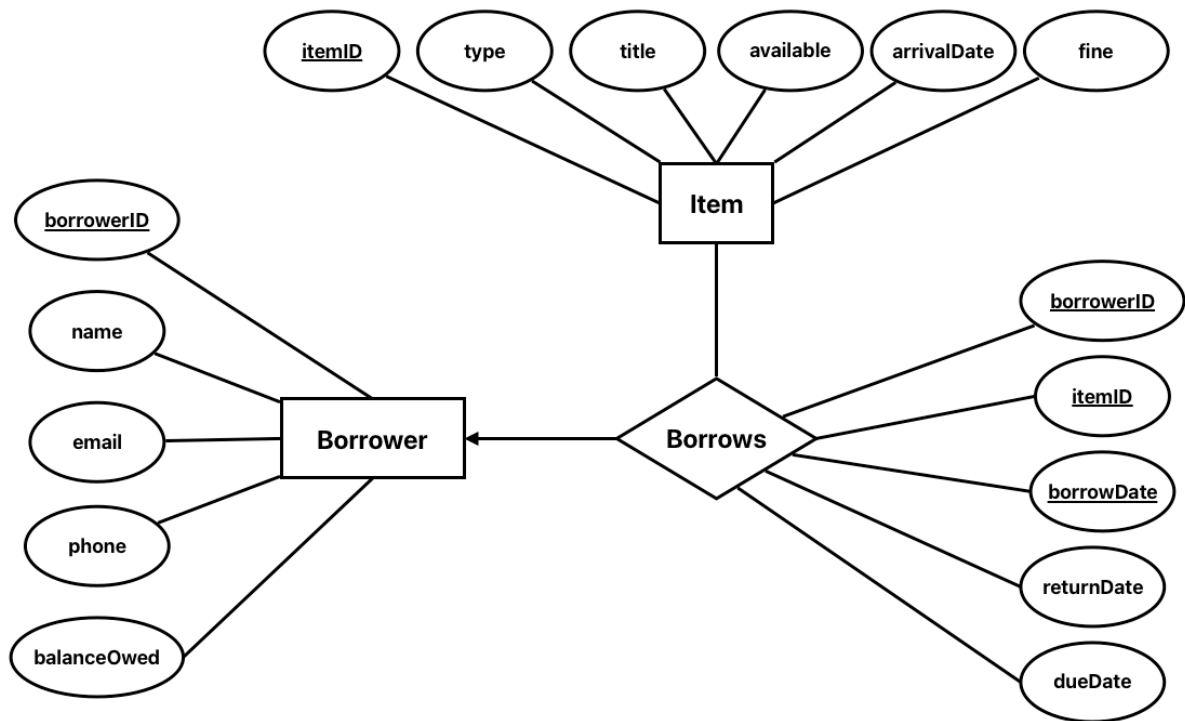 itemID
type
title
available
arrivalDate
fine
Item
borrowerID
name
email
phone
balanceOwed
Borrower
Borrows
borrowerID
itemID
borrowDate
returnDate
dueDate